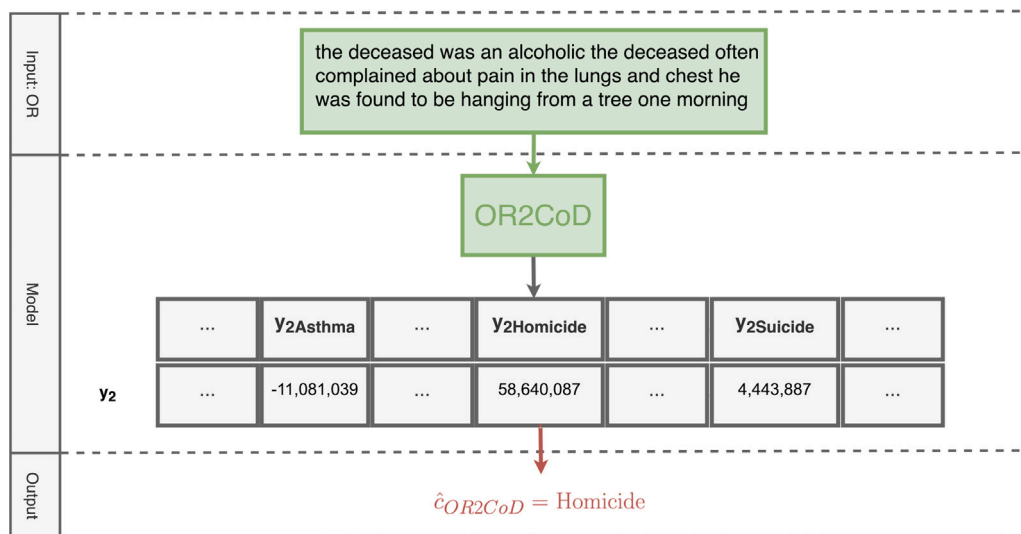 Input: OR
the deceased was an alcoholic the deceased often
complained about pain in the lungs and chest he
was found to be hanging from a tree one morning
Model
OR2CoD
... y2Asthma ... y2Homicide ... y2Suicide ...
y2 ... -11,081,039 ... 58,640,087 ... 4,443,887 ...
Output
ĉOR2CoD = Homicide